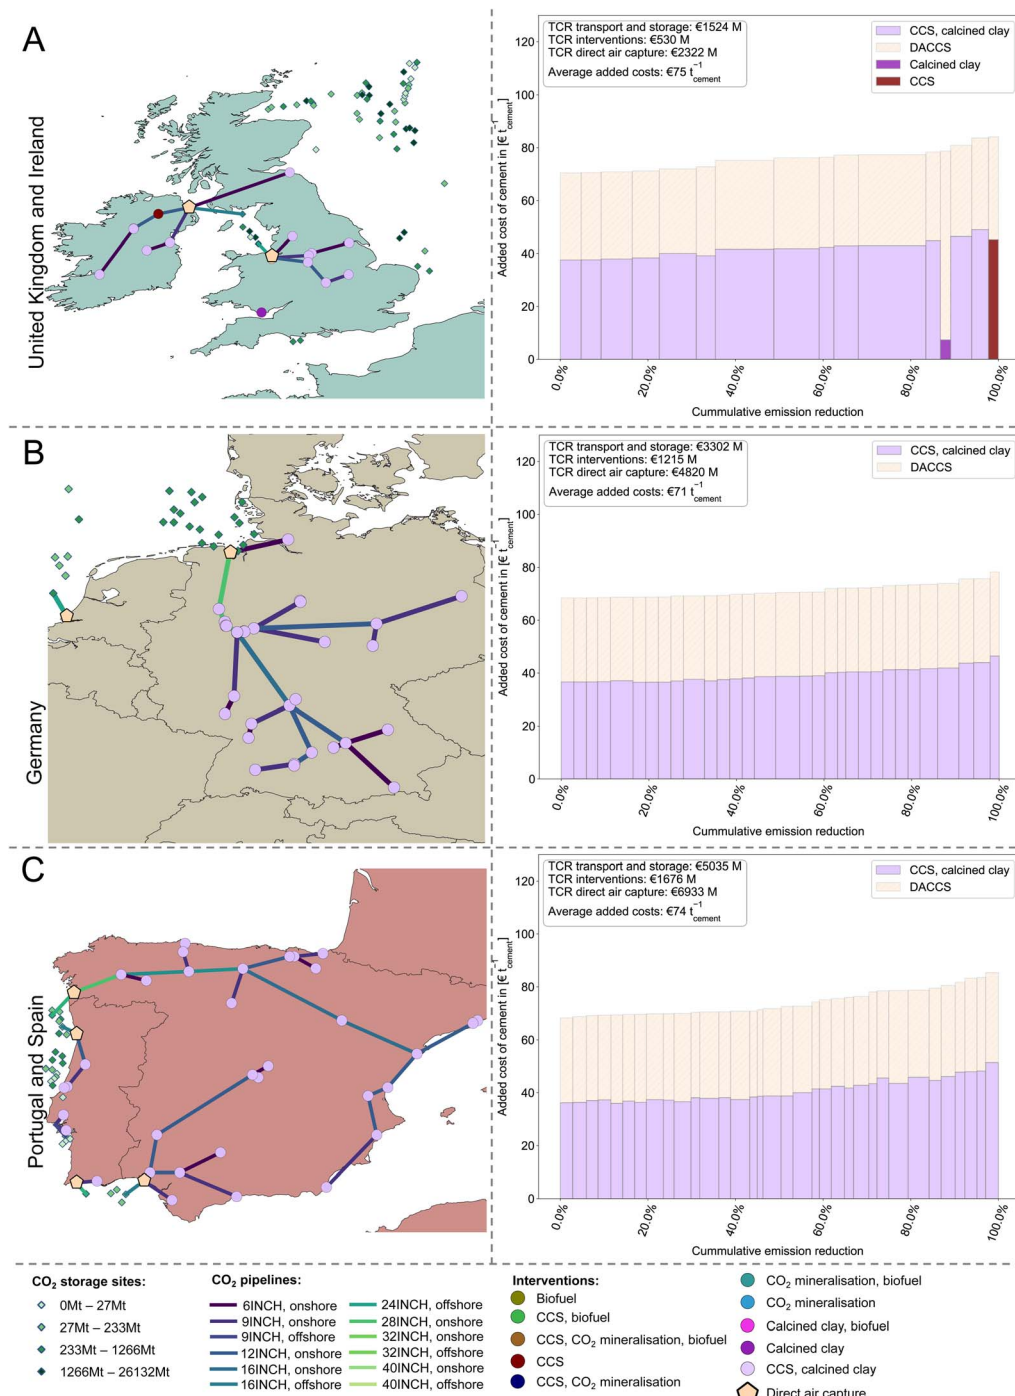 A
United Kingdom and Ireland
TCR transport and storage: €1524 M
TCR interventions: €530 M
TCR direct air capture: €2322 M
Average added costs: €75 t⁻¹cement
CCS, calcined clay
DACCS
Calcined clay
CCS
Added cost of cement in [€ t⁻¹cement]
120
100
80
60
40
20
0
0.0%
20.0%
40.0%
60.0%
80.0%
100.0%
Cummulative emission reduction
B
Germany
TCR transport and storage: €3302 M
TCR interventions: €1215 M
TCR direct air capture: €4820 M
Average added costs: €71 t⁻¹cement
CCS, calcined clay
DACCS
Added cost of cement in [€ t⁻¹cement]
120
100
80
60
40
20
0
0.0%
20.0%
40.0%
60.0%
80.0%
100.0%
Cummulative emission reduction
C
Portugal and Spain
TCR transport and storage: €5035 M
TCR interventions: €1676 M
TCR direct air capture: €6933 M
Average added costs: €74 t⁻¹cement
CCS, calcined clay
DACCS
Added cost of cement in [€ t⁻¹cement]
120
100
80
60
40
20
0
0.0%
20.0%
40.0%
60.0%
80.0%
100.0%
Cummulative emission reduction
CO₂ storage sites:
0Mt – 27Mt
27Mt – 233Mt
233Mt – 1266Mt
1266Mt – 26132Mt
CO₂ pipelines:
6INCH, onshore
9INCH, onshore
9INCH, offshore
12INCH, onshore
16INCH, onshore
16INCH, offshore
24INCH, offshore
28INCH, onshore
32INCH, onshore
32INCH, offshore
40INCH, onshore
40INCH, offshore
Interventions:
Biofuel
CCS, biofuel
CCS, CO₂ mineralisation, biofuel
CCS
CCS, CO₂ mineralisation
CO₂ mineralisation, biofuel
CO₂ mineralisation
Calcined clay, biofuel
Calcined clay
CCS, calcined clay
Direct air capture